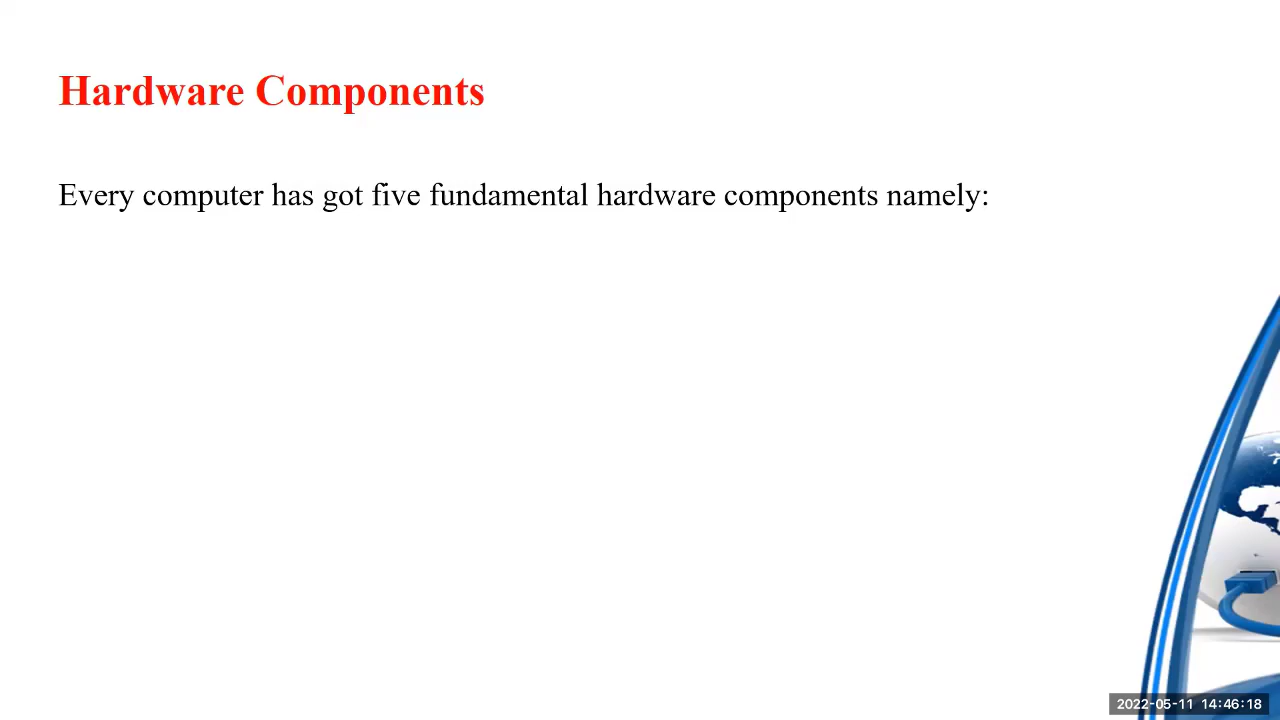 Hardware Components
Every computer has got five fundamental hardware components namely:
2022-05-11 14:46:18